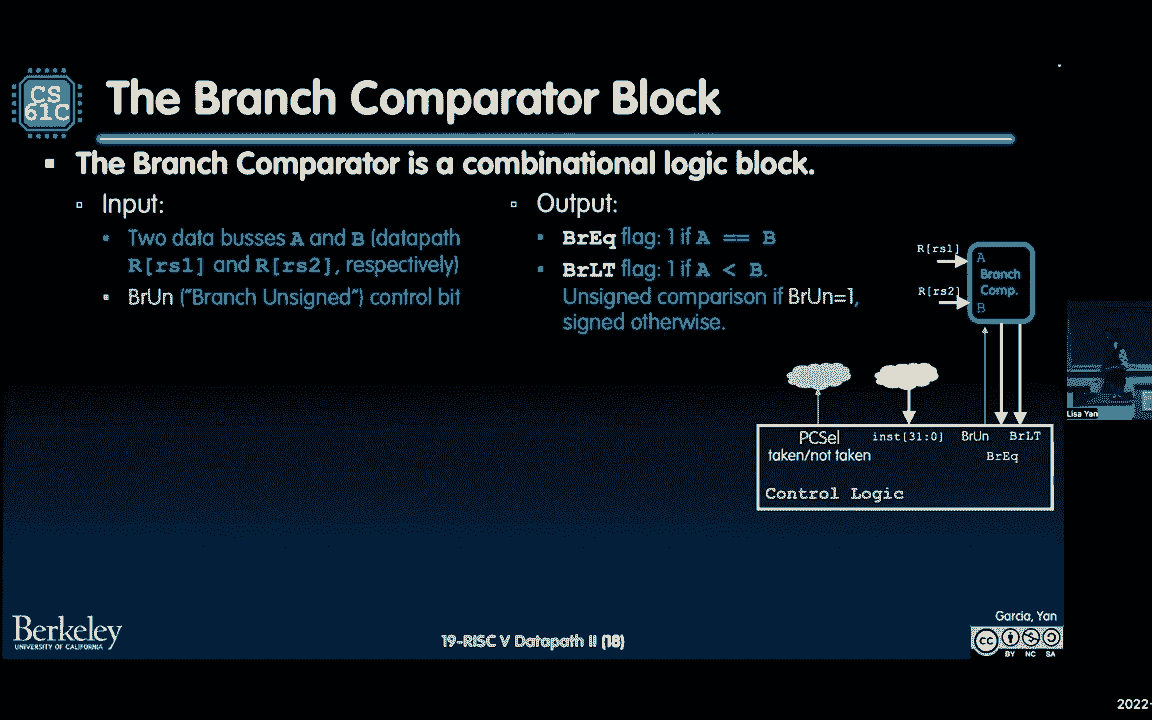 CS
61C
The Branch Comparator Block
The Branch Comparator is a combinational logic block.
Input:
Two data busses A and B (datapath
R[rs1] and R[rs2], respectively)
BrUn ("Branch Unsigned") control bit
Output:
BrEq flag: 1 if A == B
BrLT flag: 1 if A < B.
Unsigned comparison if BrUn=1,
signed otherwise.
R[rs1]
A
Branch
Comp.
R[rs2]
B
PCSel
taken/not taken
inst[31:0]
BrUn
BrLT
BrEq
Control Logic
Lisa Yan
Berkeley
UNIVERSITY OF CALIFORNIA
19-RISC V Datapath II (18)
Garcia, Yan
cc
BY NC SA
2022-